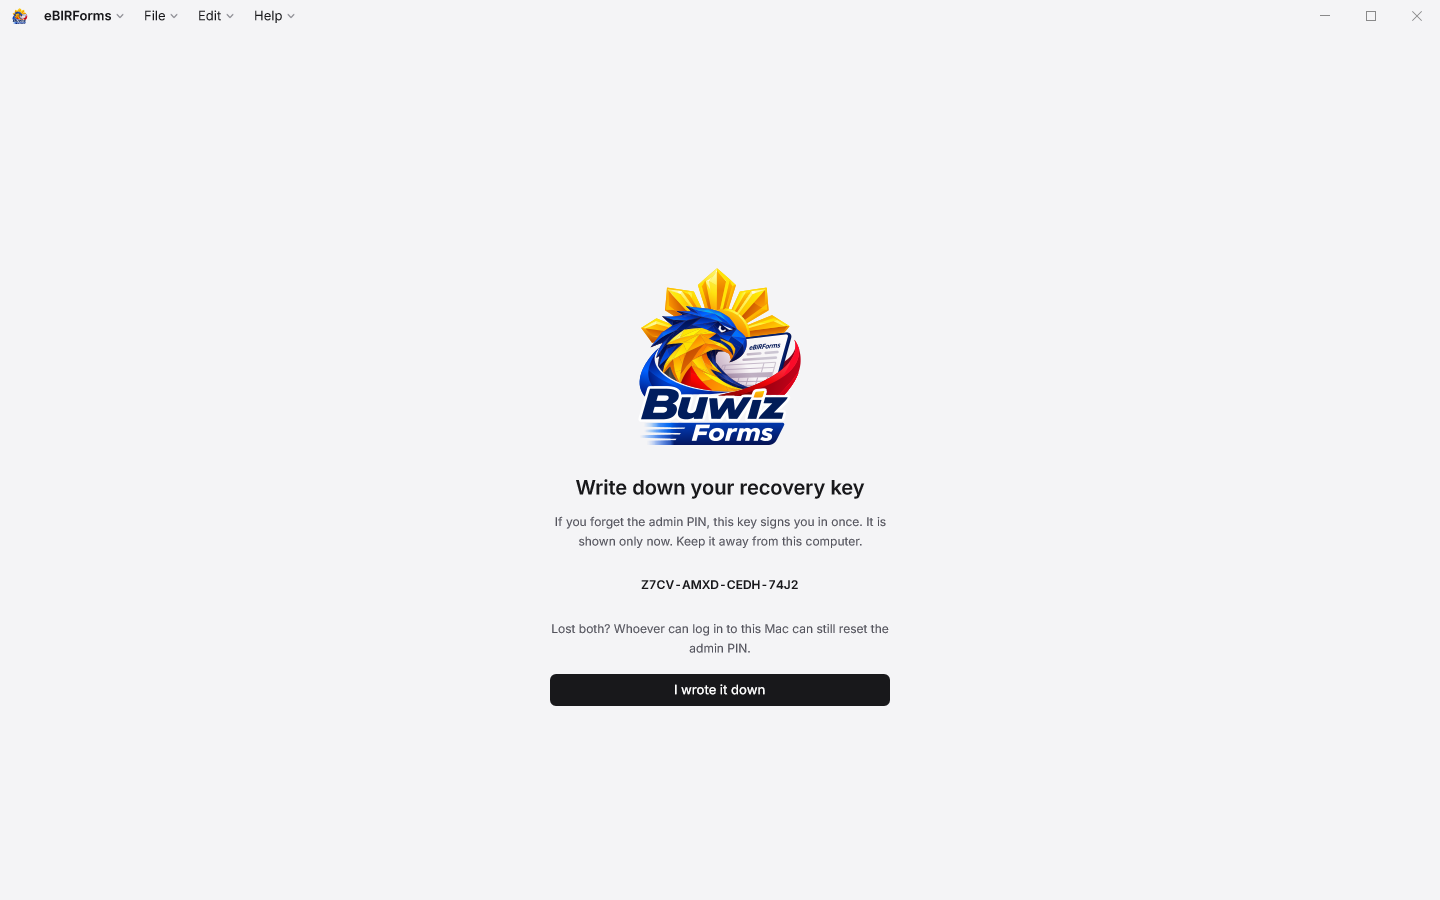 eBIRForms File Edit Help
eBIRForms
Buwiz
Forms
Write down your recovery key
If you forget the admin PIN, this key signs you in once. It is
shown only now. Keep it away from this computer.
Z7CV-AMXD-CEDH-74J2
Lost both? Whoever can log in to this Mac can still reset the
admin PIN.
I wrote it down